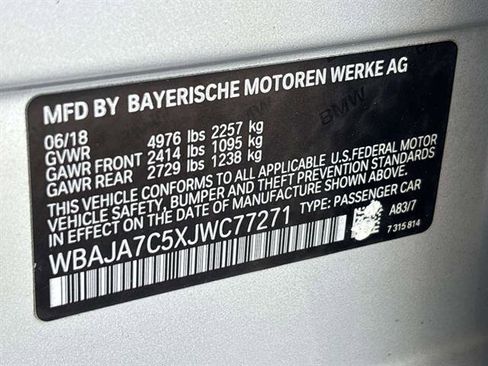 MFD BY BAYERISCHE MOTOREN WERKE AG
06/18
GVWR 4976 lbs 2257 kg
GAWR FRONT 2414 lbs 1095 kg
GAWR REAR 2729 lbs 1238 kg
THIS VEHICLE CONFORMS TO ALL APPLICABLE U.S.FEDERAL MOTOR
VEHICLE SAFETY, BUMPER AND THEFT PREVENTION STANDARDS
IN EFFECT ON THE DATE OF MANUFACTURE SHOWN ABOVE.
WBAJA7C5XJWC77271 TYPE: PASSENGER CAR
A83/7
7 315 814
BMW